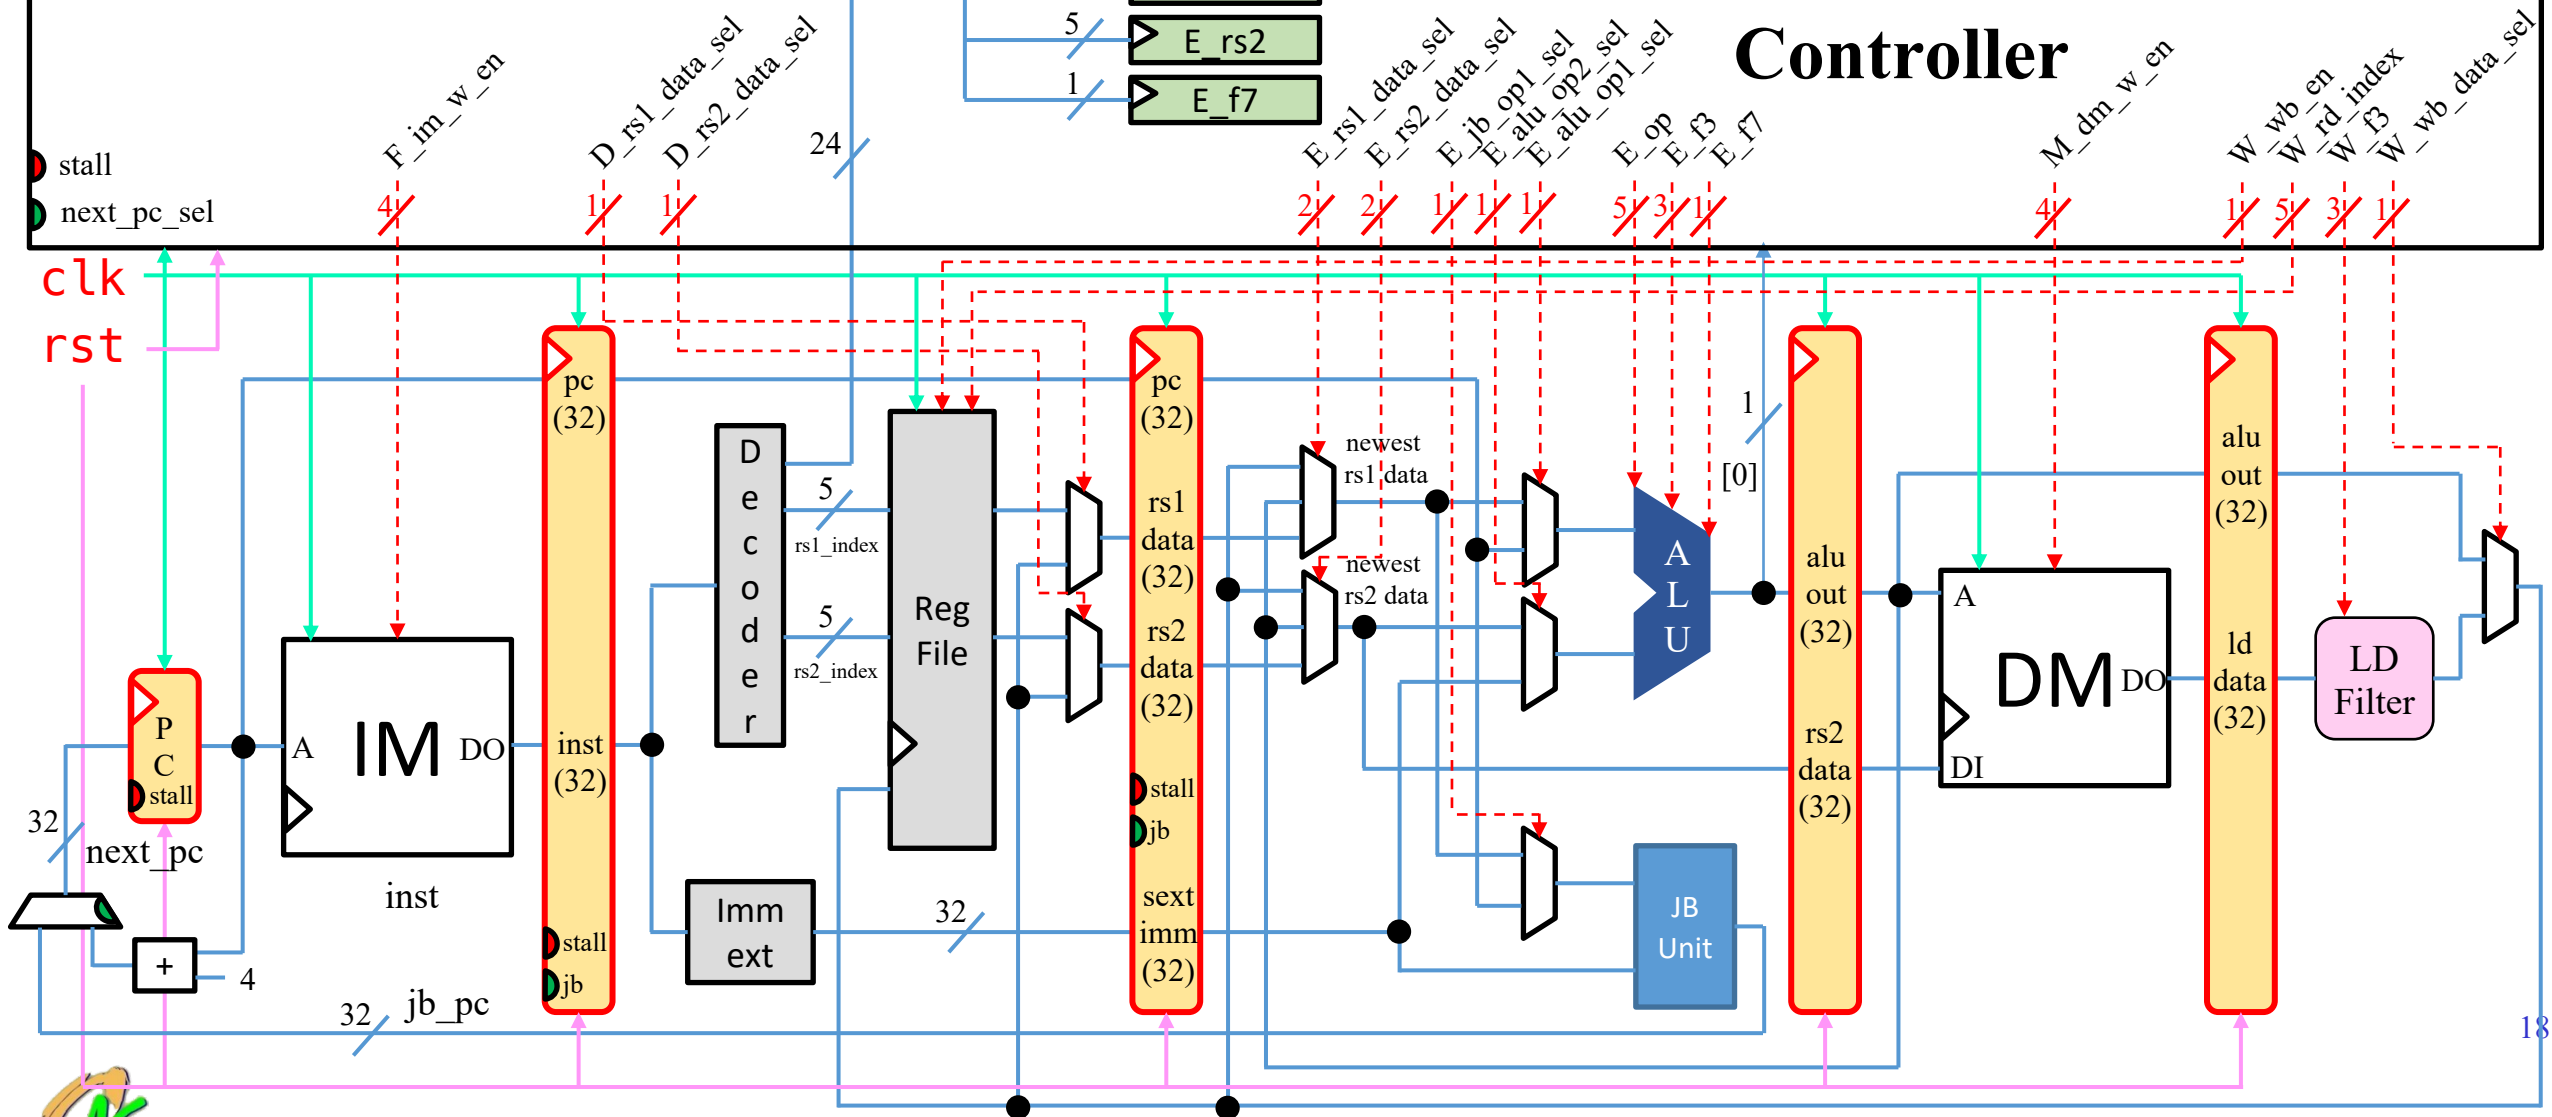 Controller
5
E_rs2
1
E_f7
24
stall
next_pc_sel
F_im_w_en
D_rs1_data_sel
D_rs2_data_sel
E_rs1_data_sel
E_rs2_data_sel
E_jb_op1_sel
E_alu_op2_sel
E_alu_op1_sel
E_op
E_f3
E_f7
M_dm_w_en
W_wb_en
W_rd_index
W_f3
W_wb_data_sel
4
1
1
2
2
1
1
1
5
3
1
4
1
5
3
1
clk
rst
P
C
stall
32
next_pc
+
4
32
jb_pc
A
IM
DO
inst
pc
(32)
inst
(32)
stall
jb
D
e
c
o
d
e
r
5
rs1_index
5
rs2_index
Reg
File
Imm
ext
32
pc
(32)
rs1
data
(32)
rs2
data
(32)
stall
jb
sext
imm
(32)
newest
rs1 data
newest
rs2 data
A
L
U
1
[0]
JB
Unit
alu
out
(32)
rs2
data
(32)
A
DM
DO
DI
alu
out
(32)
ld
data
(32)
LD
Filter
18